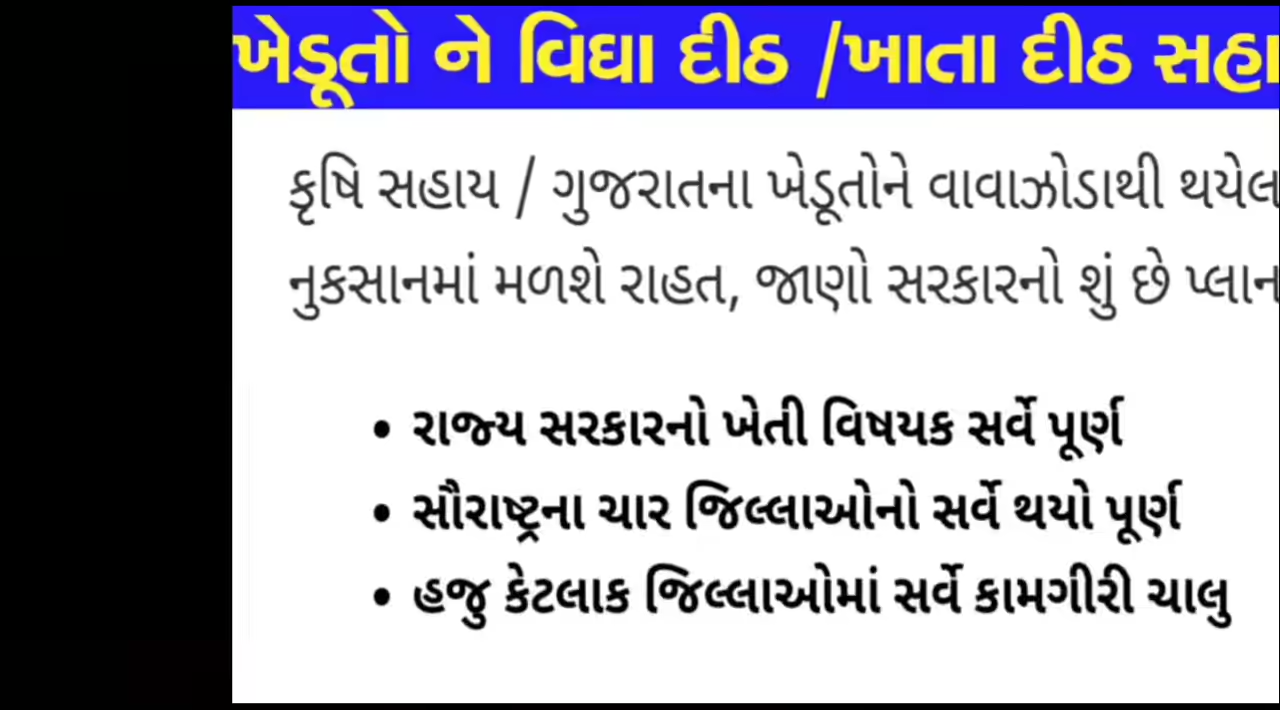 ખેડૂતો ને વિઘા દીઠ /ખાતા દીઠ
કૃષિ સહાય / ગુજરાતના ખેડૂતોને વાવાઝોડાથી થયેલ
નુકસાનમાં મળશે રાહત, જાણો સરકારનો શું છે પ્લાન
• રાજ્ય સરકારનો ખેતી વિષયક સર્વે પૂર્ણ
• સૌરાષ્ટ્રના ચાર જિલ્લાઓનો સર્વે થયો પૂર્ણ
• હજુ કેટલાક જિલ્લાઓમાં સર્વે કામગીરી ચાલુ